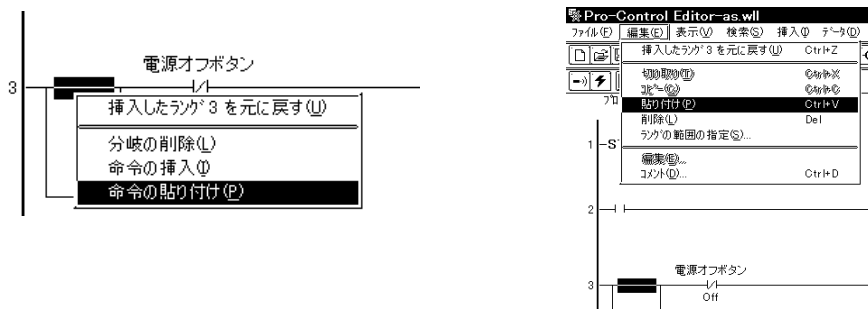 電源オフボタン
3
挿入したラング 3 を元に戻す(U)
分岐の削除(L)
命令の挿入(I)
命令の貼り付け(P)
Pro-Control Editor-as.wll
ファイル(F) 編集(E) 表示(V) 検索(S) 挿入(I) データ(D)
挿入したラング 3 を元に戻す(U) Ctrl+Z
切り取り(T) Ctrl+X
コピー(C) Ctrl+C
貼り付け(P) Ctrl+V
削除(L) Del
ラングの範囲の指定(S)...
編集(E)...
コメント(D)... Ctrl+D
プロ
1 S
2
電源オフボタン
3
Off